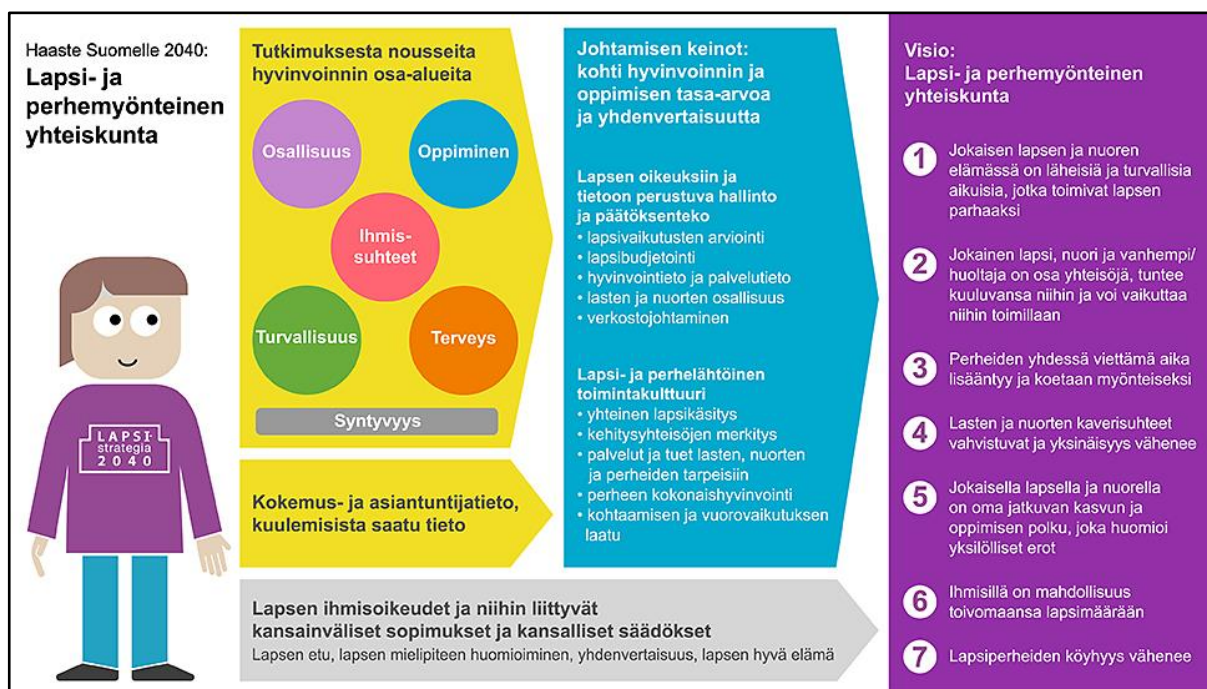 Haaste Suomelle 2040:
Lapsi- ja
perhemyönteinen
yhteiskunta
LAPSI-
strategia
2040
Tutkimuksesta nousseita
hyvinvoinnin osa-alueita
Osallisuus
Oppiminen
Ihmis-
suhteet
Turvallisuus
Terveys
Syntyvyys
Kokemus- ja asiantuntijatieto,
kuulemisista saatu tieto
Johtamisen keinot:
kohti hyvinvoinnin ja
oppimisen tasa-arvoa
ja yhdenvertaisuutta
Lapsen oikeuksiin ja
tietoon perustuva hallinto
ja päätöksenteko
• lapsivaikutusten arviointi
• lapsibudjetointi
• hyvinvointieto ja palvelutieto
• lasten ja nuorten osallisuus
• verkostojohtaminen
Lapsi- ja perhelähtöinen
toimintakulttuuri
• yhteinen lapsikäsitys
• kehitysyhteisöjen merkitys
• palvelut ja tuet lasten, nuorten
ja perheiden tarpeisiin
• perheen kokonaishyvinvointi
• kohtaamisen ja vuorovaikutuksen
laatu
Lapsen ihmisoikeudet ja niihin liittyvät
kansainväliset sopimukset ja kansalliset säädökset
Lapsen etu, lapsen mielipiteen huomioiminen, yhdenvertaisuus, lapsen hyvä elämä
Visio:
Lapsi- ja perhemyönteinen
yhteiskunta
1 Jokaisen lapsen ja nuoren
elämässä on läheisiä ja turvallisia
aikuisia, jotka toimivat lapsen
parhaaksi
2 Jokainen lapsi, nuori ja vanhempi/
huoltaja on osa yhteisöjä, tuntee
kuuluvansa niihin ja voi vaikuttaa
niihin toimillaan
3 Perheiden yhdessä viettämä aika
lisääntyy ja koetaan myönteiseksi
4 Lasten ja nuorten kaverisuhteet
vahvistuvat ja yksinäisyys vähenee
5 Jokaisella lapsella ja nuorella
on oma jatkuvan kasvun ja
oppimisen polku, joka huomioi
yksilölliset erot
6 Ihmisillä on mahdollisuus
toivomaansa lapsimäärään
7 Lapsiperheiden köyhyys vähenee